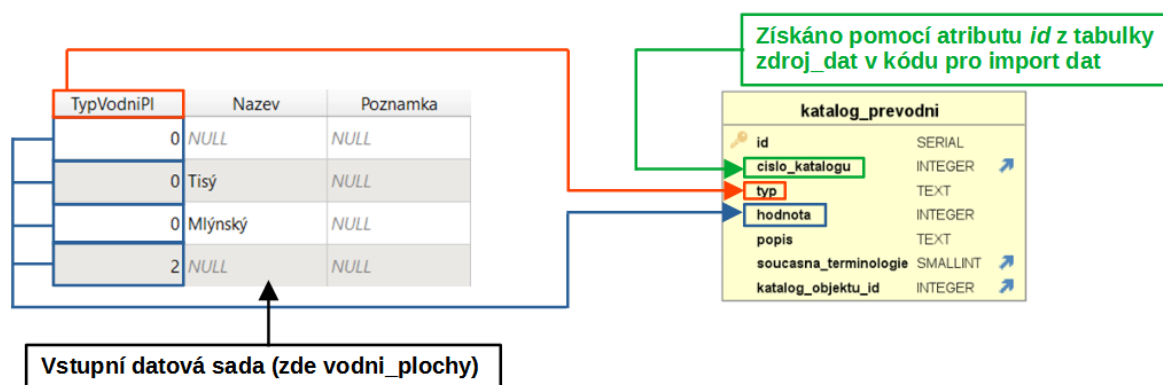 Získáno pomocí atributu id z tabulky
zdroj_dat v kódu pro import dat
TypVodniPl Nazev Poznamka
0 NULL NULL
0 Tisý NULL
0 Mlýnský NULL
2 NULL NULL
katalog_prevodni
id SERIAL
cislo_katalogu INTEGER
typ TEXT
hodnota INTEGER
popis TEXT
soucasna_terminologie SMALLINT
katalog_objektu_id INTEGER
Vstupní datová sada (zde vodni_plochy)